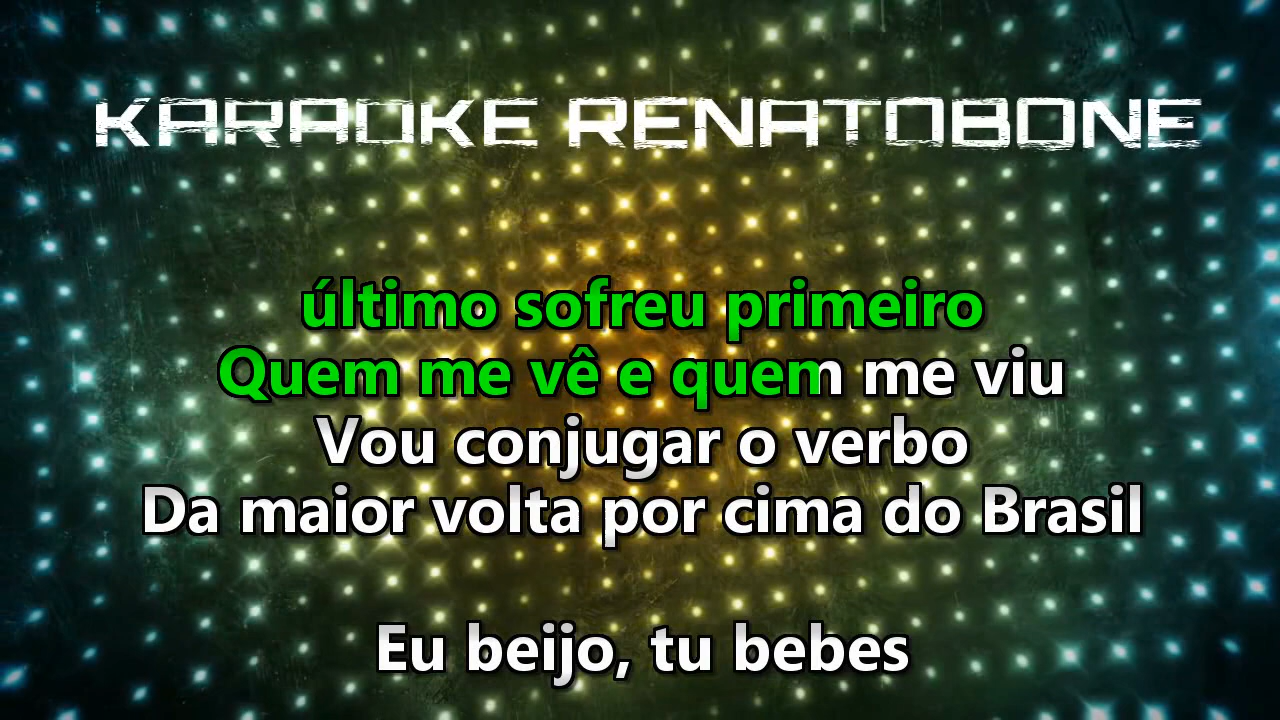 KARAOKE RENATOBONE
último sofreu primeiro
Quem me vê e quem me viu
Vou conjugar o verbo
Da maior volta por cima do Brasil
Eu beijo, tu bebes